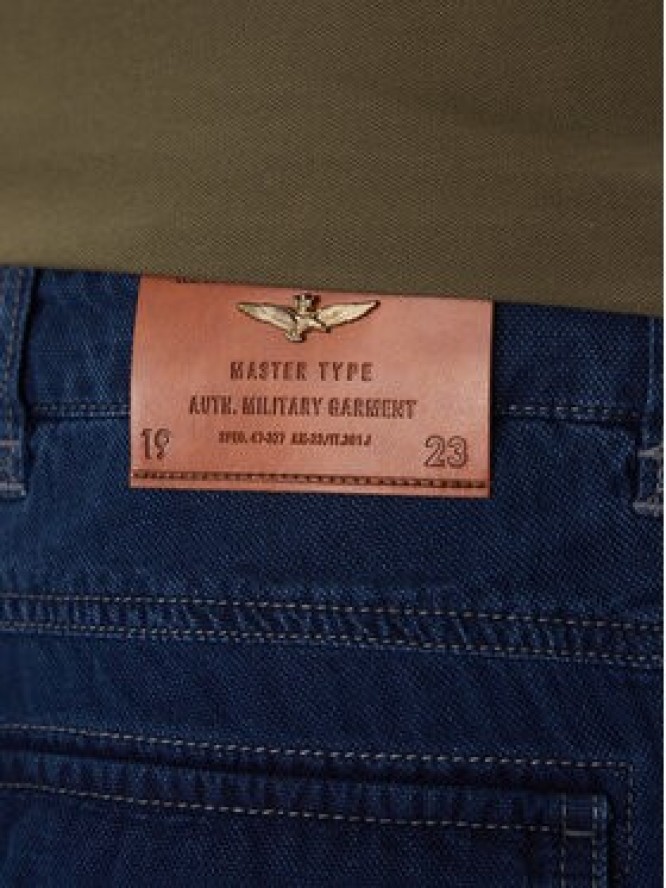 MASTER TYPE
AUTH. MILITARY GARMENT
19
23